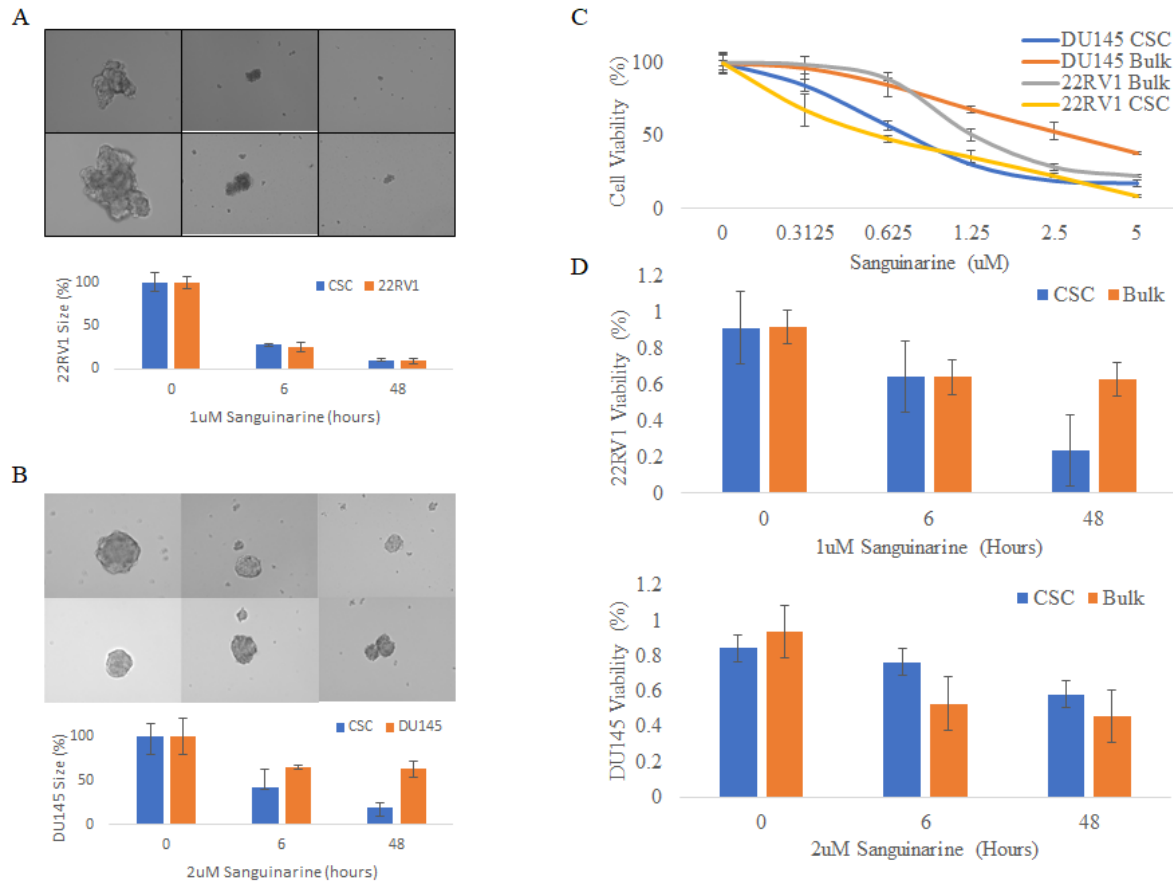 A
22RV1 Size (%)
100
50
0
CSC 22RV1
0 6 48
1uM Sanguinarine (hours)
B
DU145 Size (%)
100
50
0
CSC DU145
0 6 48
2uM Sanguinarine (hours)
C
Cell Viability (%)
100
50
0
DU145 CSC
DU145 Bulk
22RV1 Bulk
22RV1 CSC
0 0.3125 0.625 1.25 2.5 5
Sanguinarine (uM)
D
22RV1 Viability (%)
1.2
1
0.8
0.6
0.4
0.2
0
CSC Bulk
0 6 48
1uM Sanguinarine (Hours)
DU145 Viability (%)
1.2
1
0.8
0.6
0.4
0.2
0
CSC Bulk
0 6 48
2uM Sanguinarine (Hours)